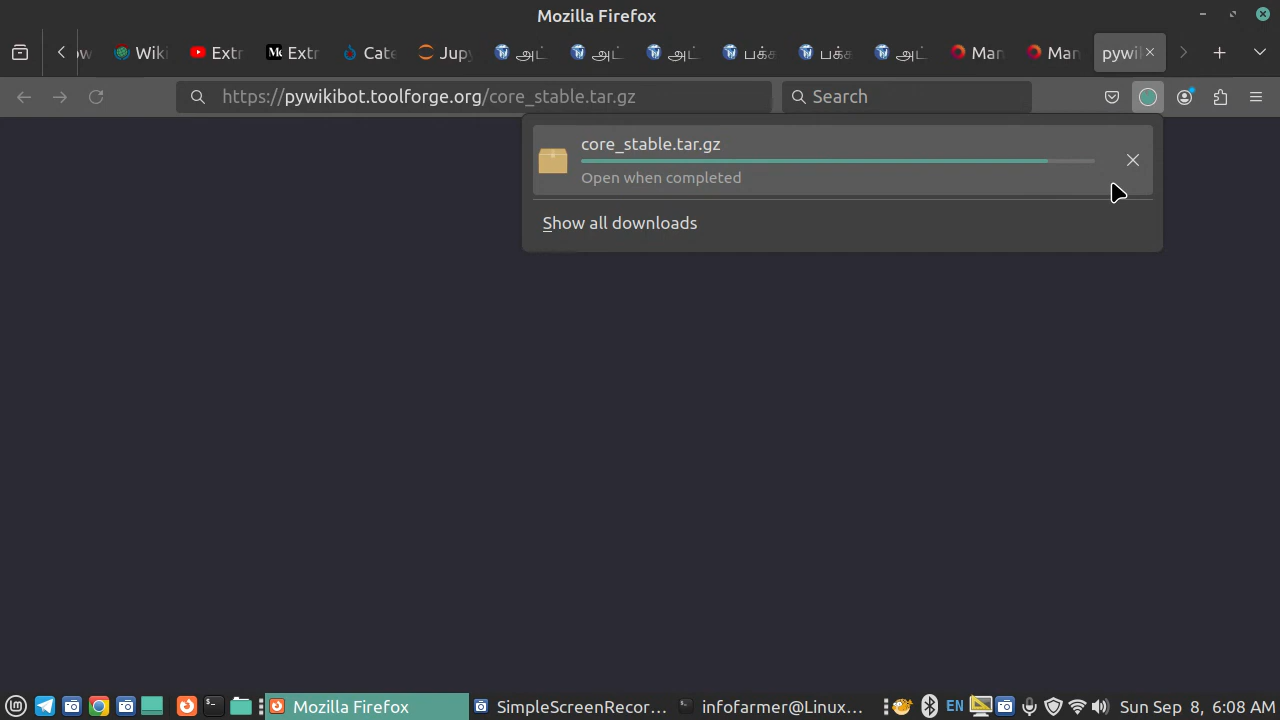 Mozilla Firefox
Wiki
Extr
Extr
Cate
Jupy
அட
அட
அட
பக்க
பக்க
அட
Man
Man
pywil
https://pywikibot.toolforge.org/core_stable.tar.gz
Search
core_stable.tar.gz
Open when completed
Show all downloads
Mozilla Firefox
SimpleScreenRecor...
infofarmer@Linux...
EN
Sun Sep 8, 6:08 AM